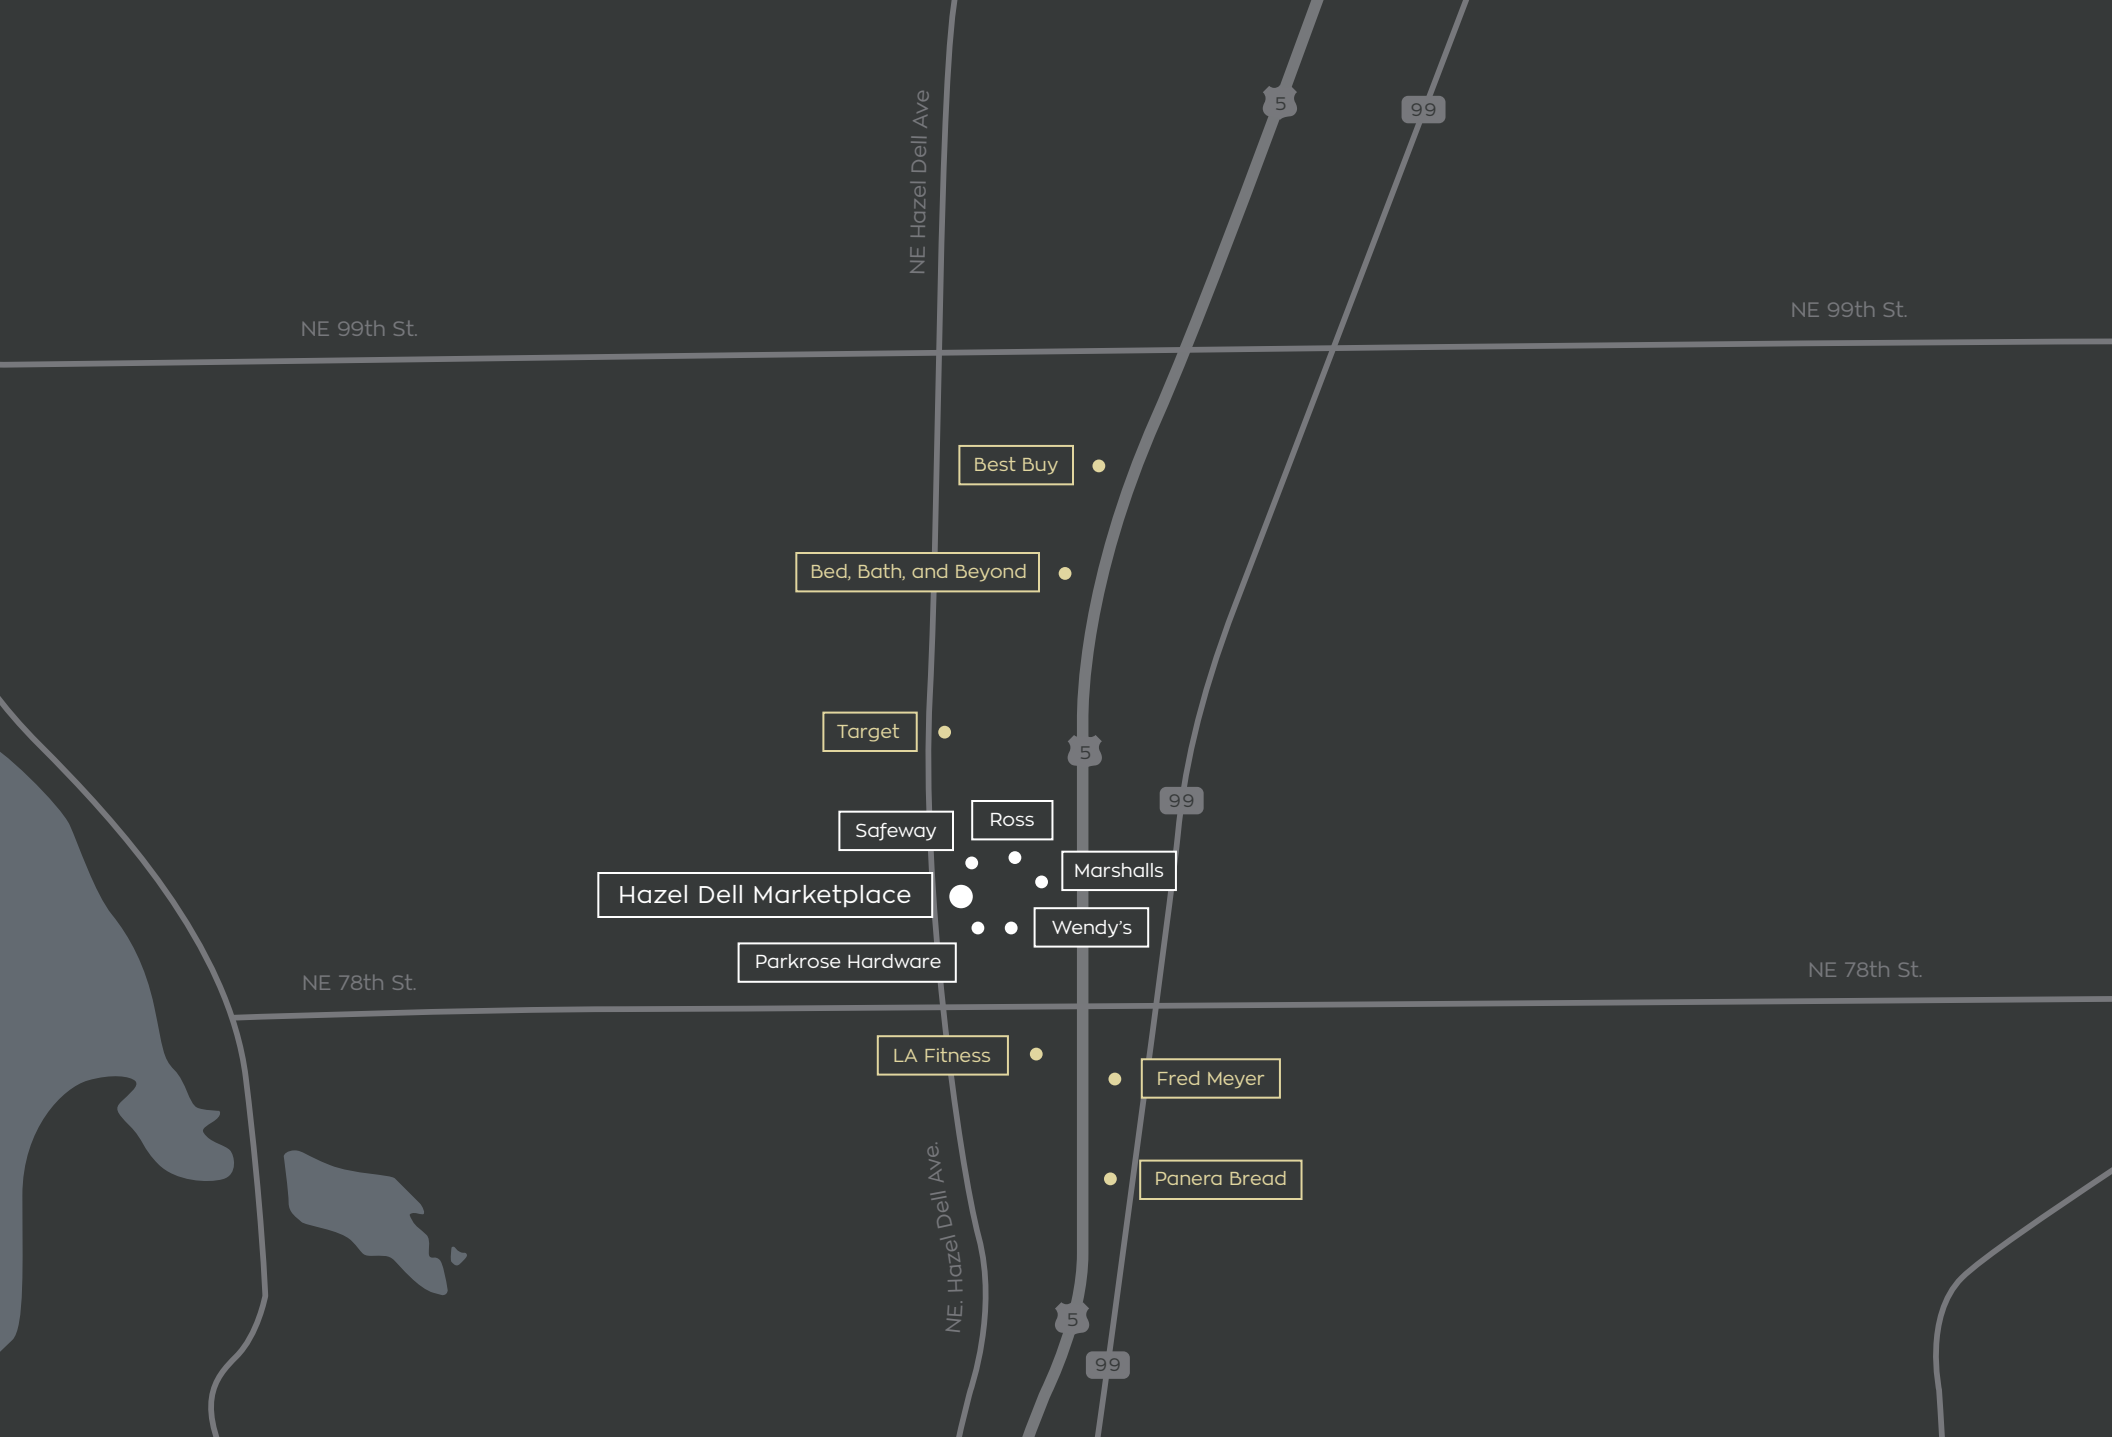 NE Hazel Dell Ave
5
99
NE 99th St.
NE 99th St.
Best Buy
Bed, Bath, and Beyond
Target
5
99
Safeway
Ross
Marshalls
Hazel Dell Marketplace
Wendy's
Parkrose Hardware
NE 78th St.
NE 78th St.
LA Fitness
Fred Meyer
Panera Bread
NE. Hazel Dell Ave.
5
99